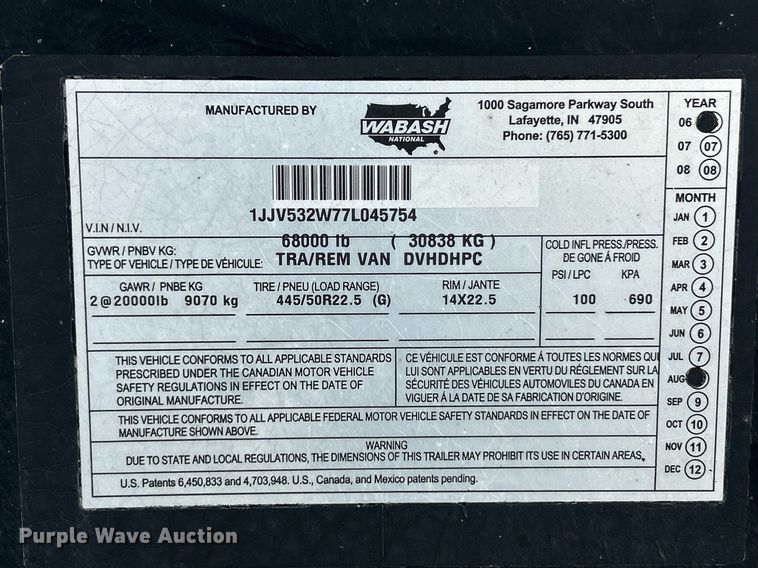 MANUFACTURED BY
WABASH
NATIONAL
1000 Sagamore Parkway South
Lafayette, IN 47905
Phone: (765) 771-5300
V.I.N / N.I.V.
1JJV532W77L045754
GVWR / PNBV KG: 68000 lb ( 30838 KG )
TYPE OF VEHICLE / TYPE DE VÉHICULE: TRA/REM VAN DVHDHPC
COLD INFL PRESS./PRESS.
DE GONE Á FROID
GAWR / PNBE KG TIRE / PNEU (LOAD RANGE) RIM / JANTE PSI / LPC KPA
2@20000lb 9070 kg 445/50R22.5 (G) 14X22.5 100 690
THIS VEHICLE CONFORMS TO ALL APPLICABLE STANDARDS
PRESCRIBED UNDER THE CANADIAN MOTOR VEHICLE
SAFETY REGULATIONS IN EFFECT ON THE DATE OF
ORIGINAL MANUFACTURE.
CE VÉHICULE EST CONFORME Á TOUTES LES NORMES QUI
LUI SONT APPLICABLES EN VERTU DU RÉGLEMENT SUR LA
SÉCURITÉ DES VÉHICULES AUTOMOVILES DU CANADA EN
VIGUER Á LA DATE DE SA FABRICATION D'ORIGINE.
THIS VEHICLE CONFORMS TO ALL APPLICABLE FEDERAL MOTOR VEHICLE SAFETY STANDARDS IN EFFECT ON THE DATE OF
MANUFACTURE SHOWN ABOVE.
WARNING
DUE TO STATE AND LOCAL REGULATIONS, THE DIMENSIONS OF THIS TRAILER MAY PROHIBIT ITS USE IN CERTAIN AREAS.
U.S. Patents 6,450,833 and 4,703,948. U.S., Canada, and Mexico patents pending.
YEAR
06
07 07
08 08
MONTH
JAN 1
FEB 2
MAR 3
APR 4
MAY 5
JUN 6
JUL 7
AUG
SEP 9
OCT 10
NOV 11
DEC 12
Purple Wave Auction